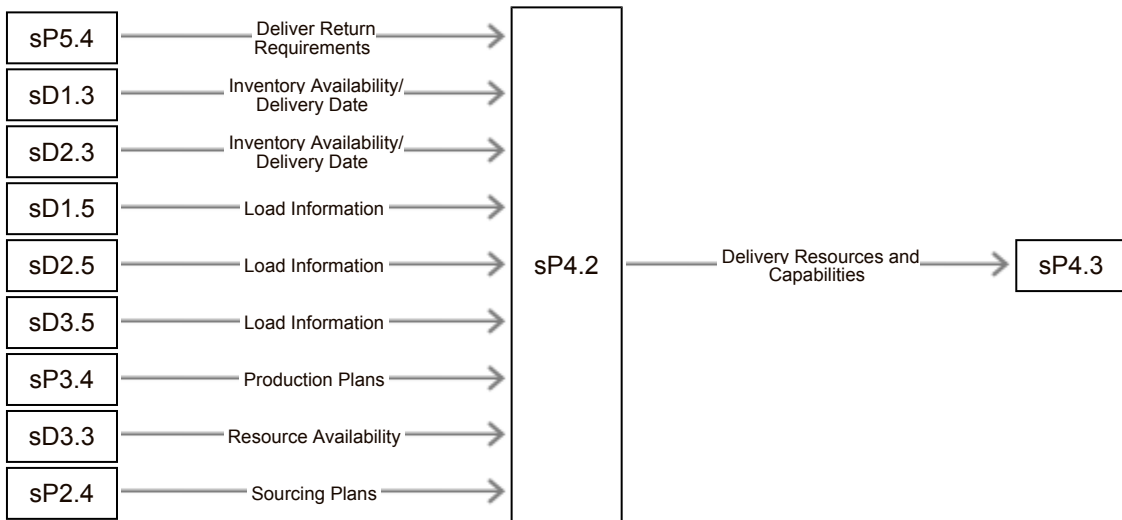 sP5.4
Deliver Return
Requirements
sD1.3
Inventory Availability/
Delivery Date
sD2.3
Inventory Availability/
Delivery Date
sD1.5
Load Information
sD2.5
Load Information
sP4.2
Delivery Resources and
Capabilities
sP4.3
sD3.5
Load Information
sP3.4
Production Plans
sD3.3
Resource Availability
sP2.4
Sourcing Plans